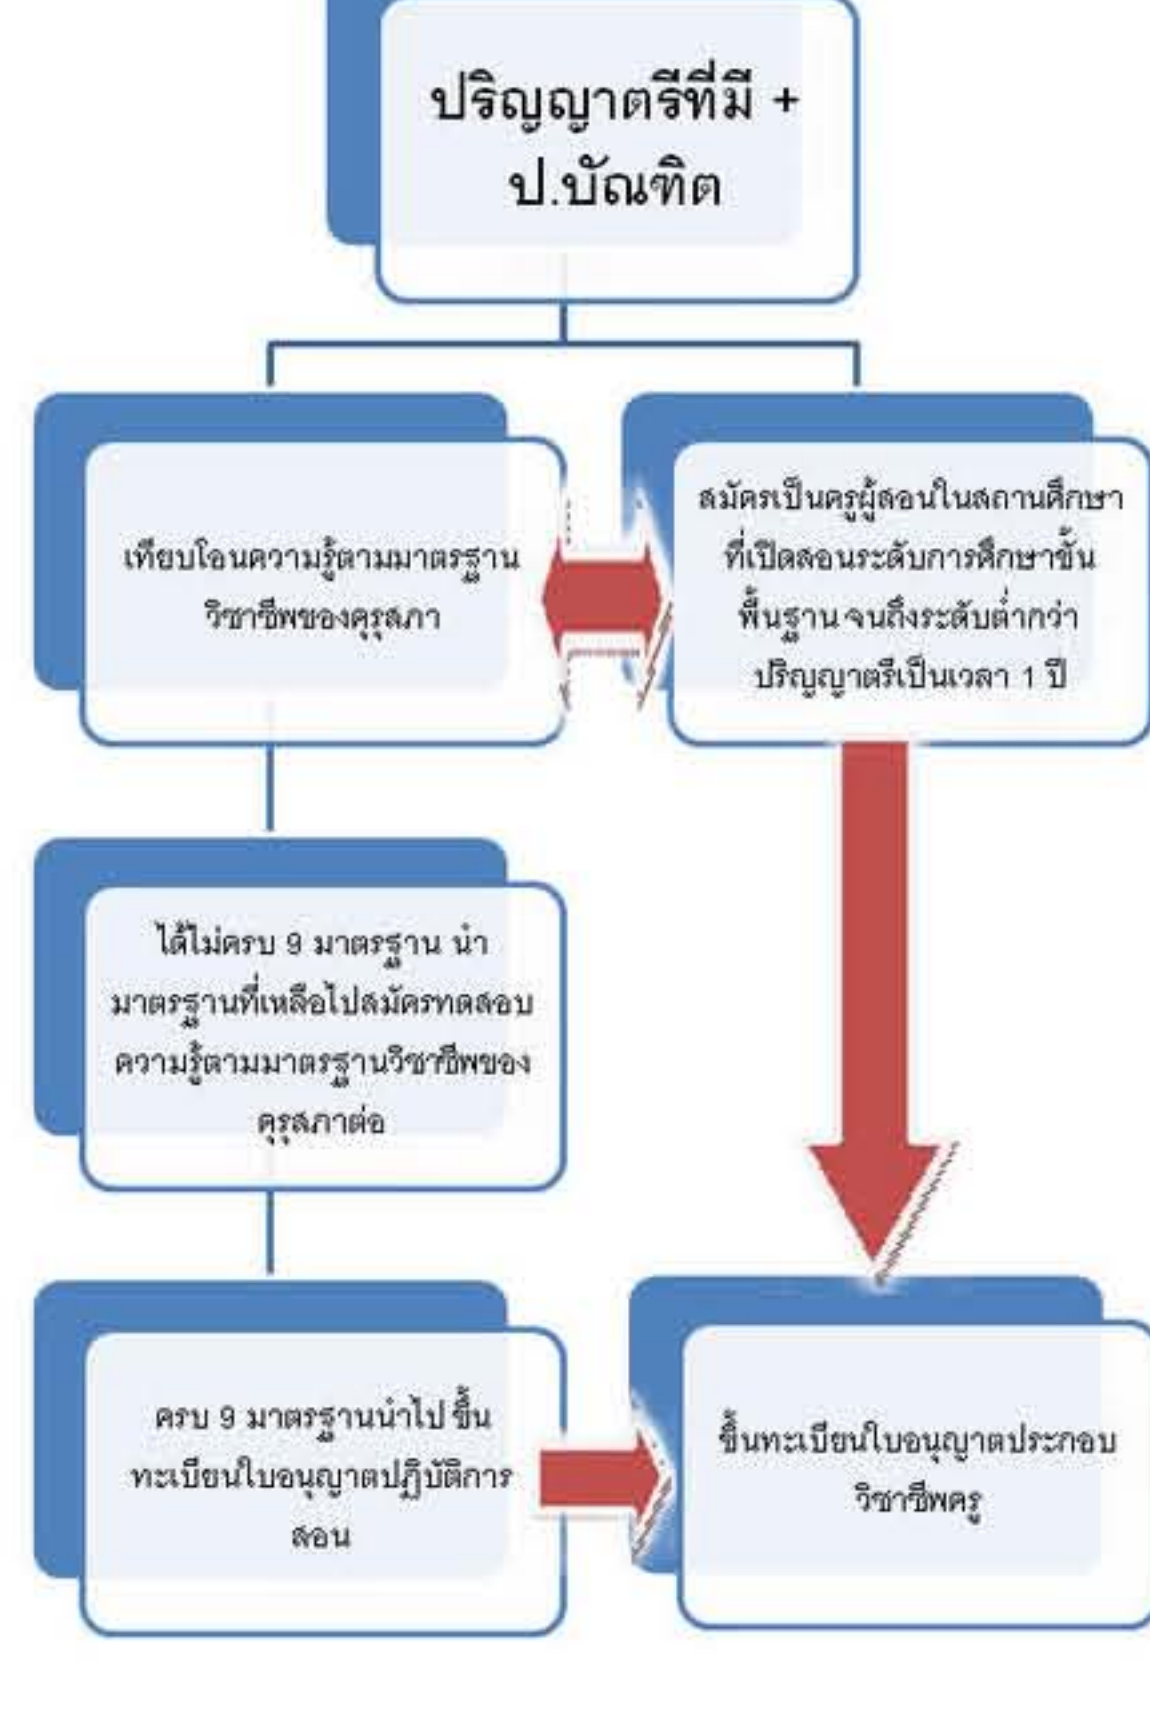 ปริญญาตรีที่มี +
ป.บัณฑิต
เทียบโอนความรู้ตามมาตรฐาน
วิชาชีพของคุรุสภา
สมัครเป็นครูผู้สอนในสถานศึกษา
ที่เปิดสอนระดับการศึกษาขั้น
พื้นฐาน จนถึงระดับต่ำกว่า
ปริญญาตรีเป็นเวลา 1 ปี
ได้ไม่ครบ 9 มาตรฐาน นำ
มาตรฐานที่เหลือไปสมัครทดสอบ
ความรู้ตามมาตรฐานวิชาชีพของ
คุรุสภาต่อ
ครบ 9 มาตรฐานนำไป ขึ้น
ทะเบียนใบอนุญาตปฏิบัติการ
สอน
ขึ้นทะเบียนใบอนุญาตประกอบ
วิชาชีพครู